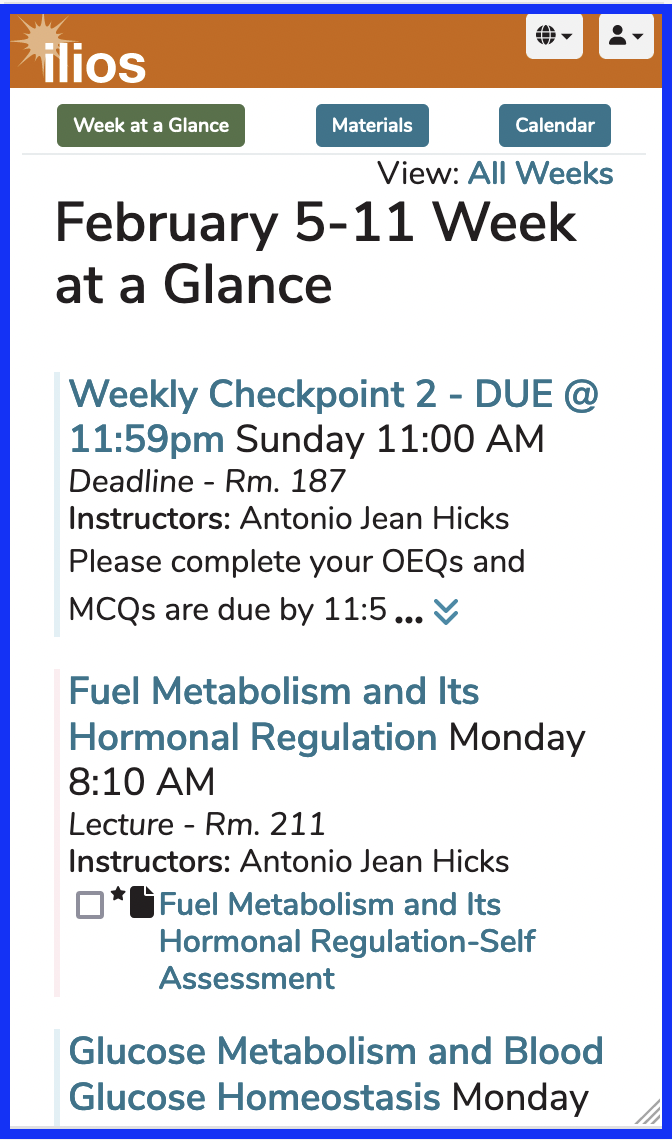 ilios
Week at a Glance
Materials
Calendar
View: All Weeks
February 5-11 Week
at a Glance
Weekly Checkpoint 2 - DUE @
11:59pm Sunday 11:00 AM
Deadline - Rm. 187
Instructors: Antonio Jean Hicks
Please complete your OEQs and
MCQs are due by 11:5 ...
Fuel Metabolism and Its
Hormonal Regulation Monday
8:10 AM
Lecture - Rm. 211
Instructors: Antonio Jean Hicks
Fuel Metabolism and Its
Hormonal Regulation-Self
Assessment
Glucose Metabolism and Blood
Glucose Homeostasis Monday